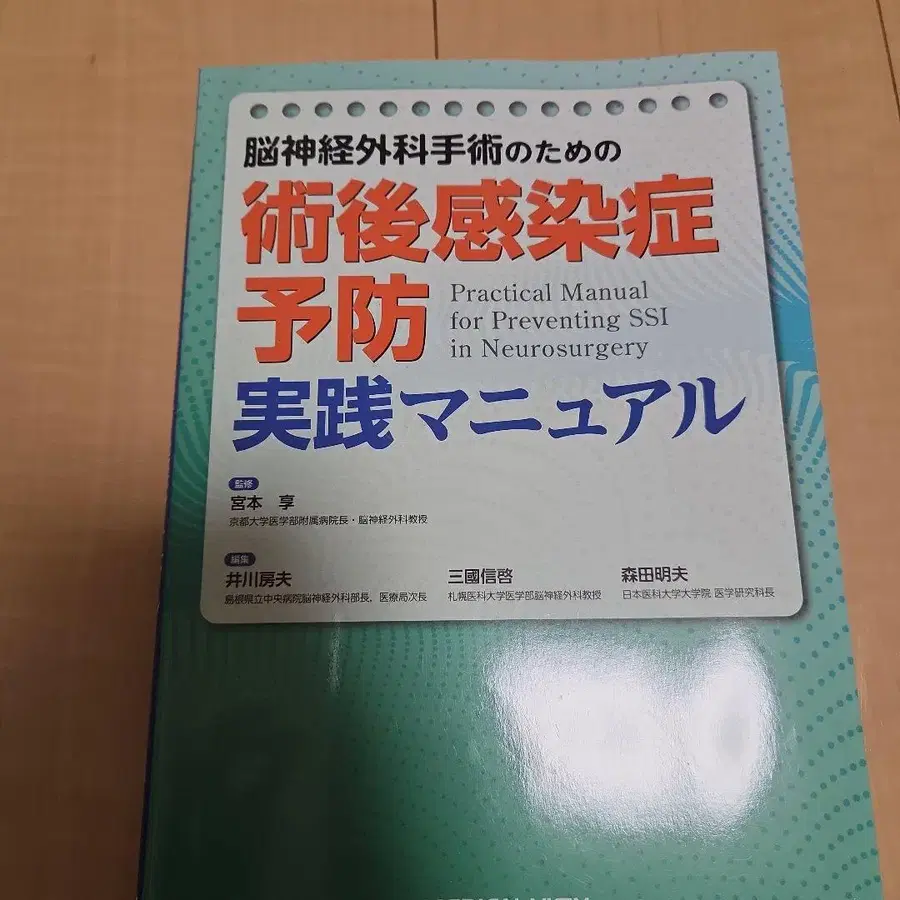 脳神経外科手術のための
術後感染症
予防
Practical Manual
for Preventing SSI
in Neurosurgery
実践マニュアル
監修
宮本 享
京都大学医学部附属病院長・脳神経外科教授
編集
井川房夫
島根県立中央病院脳神経外科部長，医療局次長
三國信啓
札幌医科大学医学部脳神経外科教授
森田明夫
日本医科大学大学院 医学研究科長